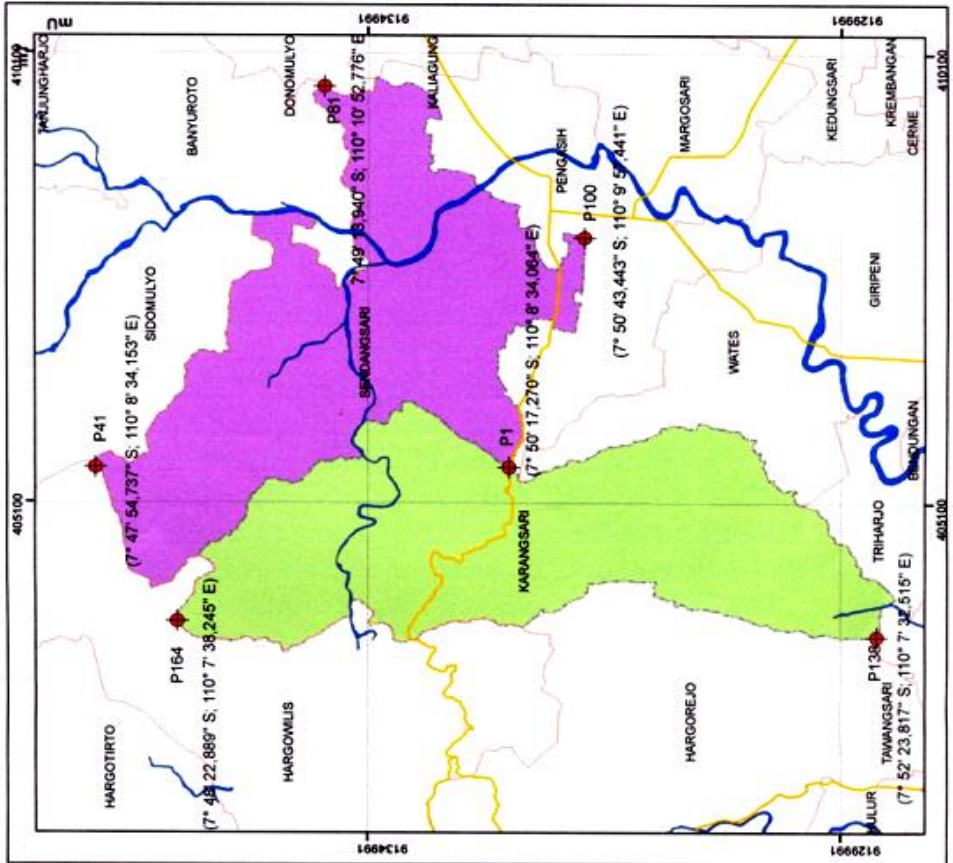 9134991
9129991
mU
410100
TANJUNGHARJO
BANYUROTO
DONOMULYO
P81
7° 49' 13,940" S; 110° 10' 52,776" E
KALIAGUNG
PENGASIH
MARGOSARI
KEDUNGSARI
KREMBANGAN
CERME
P100
(7° 50' 43,443" S; 110° 9' 57,441" E)
SIDOMULYO
SENDANGSARI
WATES
GIRIPENI
P41
(7° 47' 54,737" S; 110° 8' 34,153" E)
P1
(7° 50' 17,270" S; 110° 8' 34,064" E)
BENDUNGAN
405100
405100
410100
KARANGSARI
TRIHARJO
P164
(7° 48' 22,889" S; 110° 7' 38,245" E)
P138
(7° 52' 23,817" S; 110° 7' 32,515" E)
HARGOTIRTO
HARGOWILIS
HARGOREJO
TAWANGSARI
KULUR
9134991
9129991